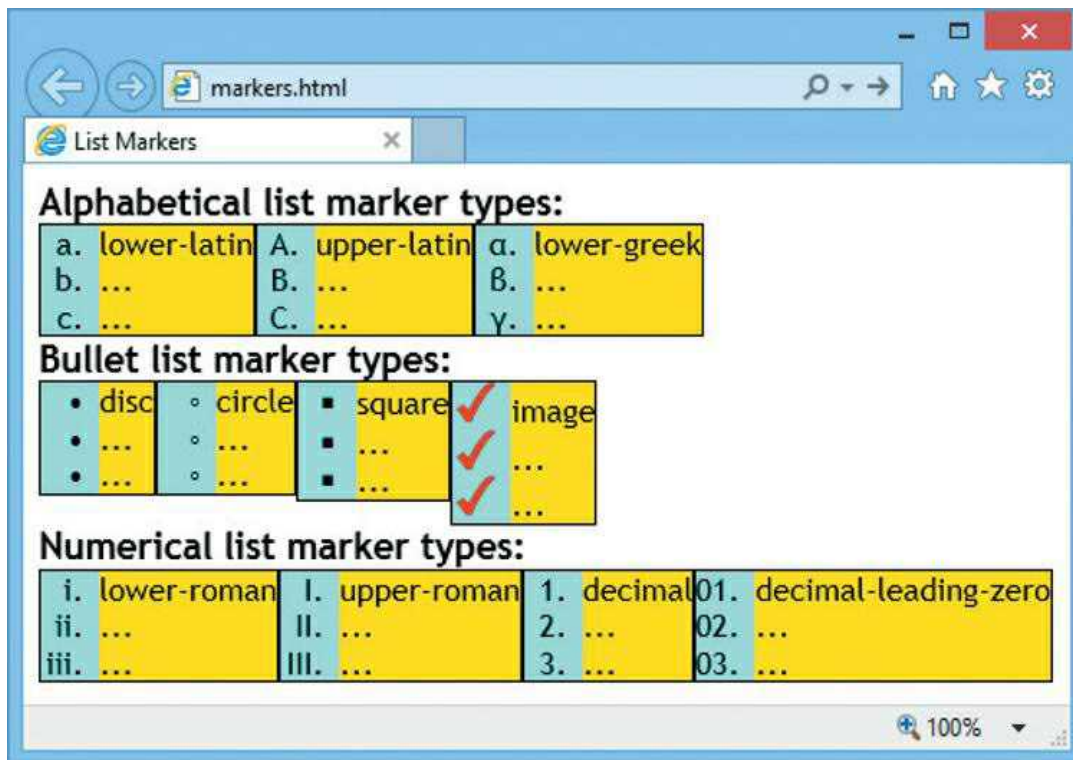 markers.html
List Markers
Alphabetical list marker types:
a. lower-latin A. upper-latin α. lower-greek
b. ... B. ... β. ...
c. ... C. ... γ. ...
Bullet list marker types:
• disc ◦ circle ▪ square image
• ... ◦ ... ▪ ... ...
• ... ◦ ... ▪ ... ...
Numerical list marker types:
i. lower-roman I. upper-roman 1. decimal 01. decimal-leading-zero
ii. ... II. ... 2. ... 02. ...
iii. ... III. ... 3. ... 03. ...
100%